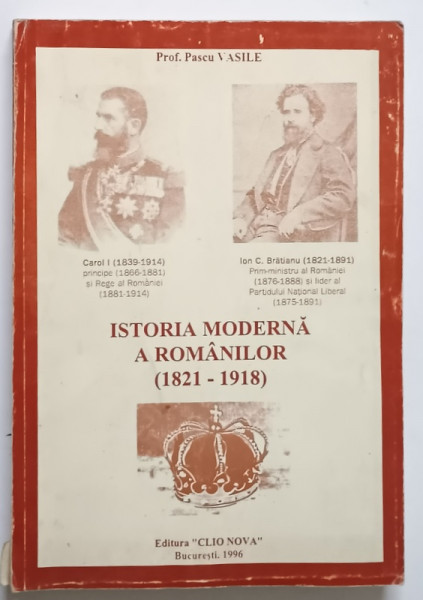 Prof. Pascu VASILE
Carol I (1839-1914)
principe (1866-1881)
și Rege al României
(1881-1914)
Ion C. Brătianu (1821-1891)
Prim-ministru al României
(1876-1888) și lider al
Partidului Național Liberal
(1875-1891)
ISTORIA MODERNĂ
A ROMÂNILOR
(1821 - 1918)
Editura "CLIO NOVA"
București, 1996